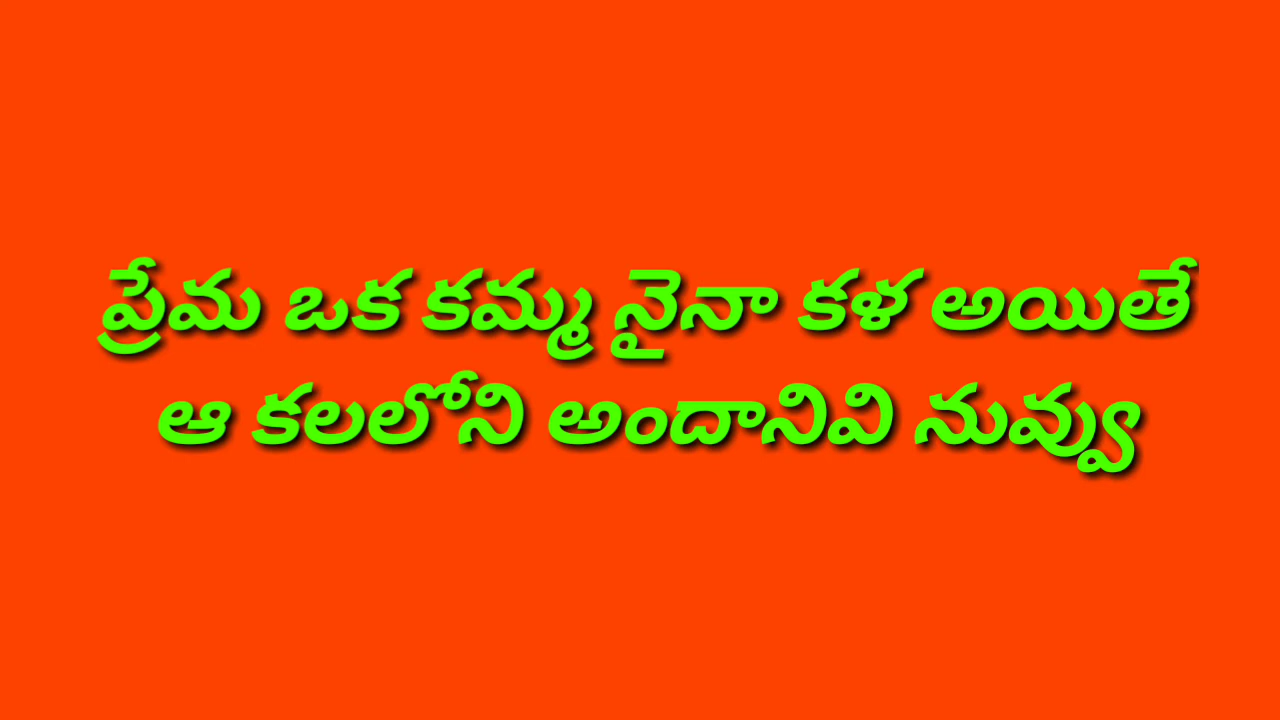 ప్రేమ ఒక కమ్మ నైనా కళ అయితే
ఆ కలలోని అందానివి నువ్వు